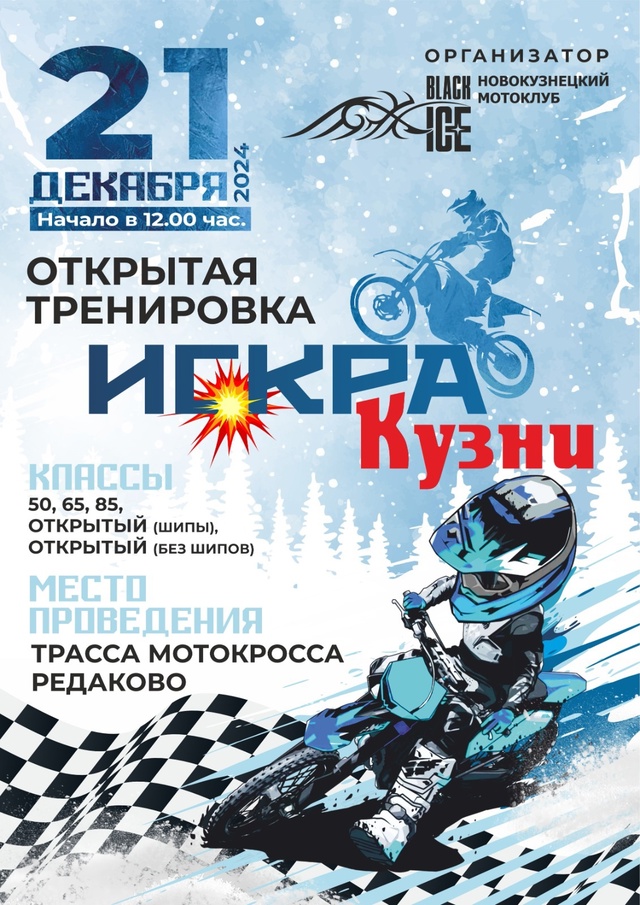 21
ДЕКАБРЯ
2024
Начало в 12.00 час.
ОРГАНИЗАТОР
BLACK
ICE
НОВОКУЗНЕЦКИЙ
МОТОКЛУБ
ОТКРЫТАЯ
ТРЕНИРОВКА
ИСКРА
Кузни
КЛАССЫ
50, 65, 85,
ОТКРЫТЫЙ (ШИПЫ),
ОТКРЫТЫЙ (БЕЗ ШИПОВ)
МЕСТО
ПРОВЕДЕНИЯ
ТРАССА МОТОКРОССА
РЕДАКОВО